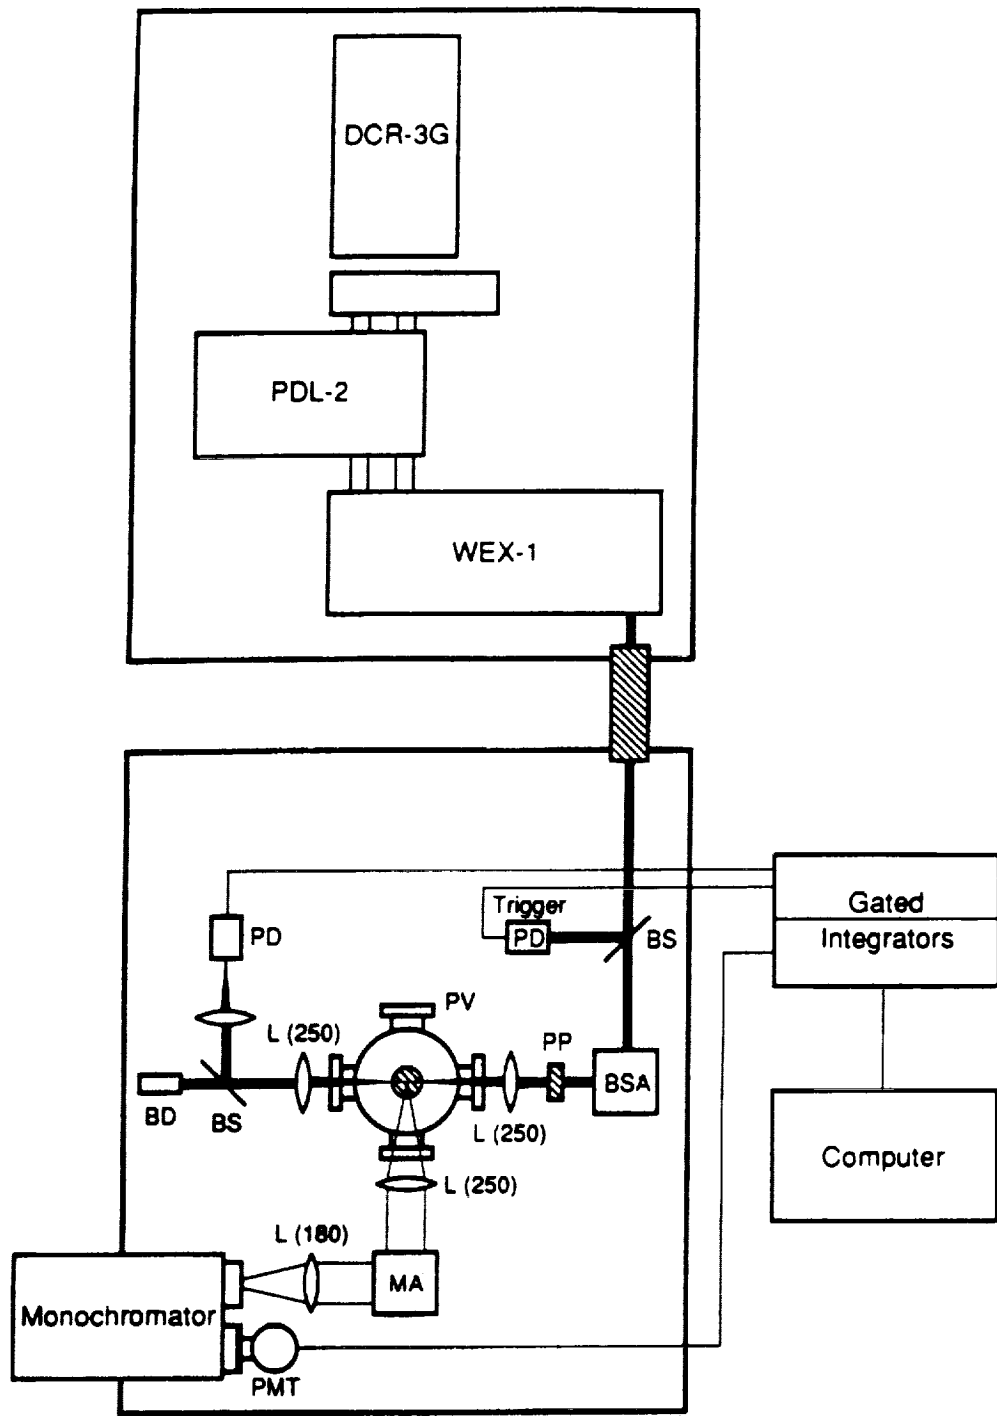 DCR-3G
PDL-2
WEX-1
Trigger
Gated
Integrators
PD
PD
BS
PV
L (250)
PP
BSA
BD
BS
L (250)
Computer
L (250)
L (180)
MA
Monochromator
PMT